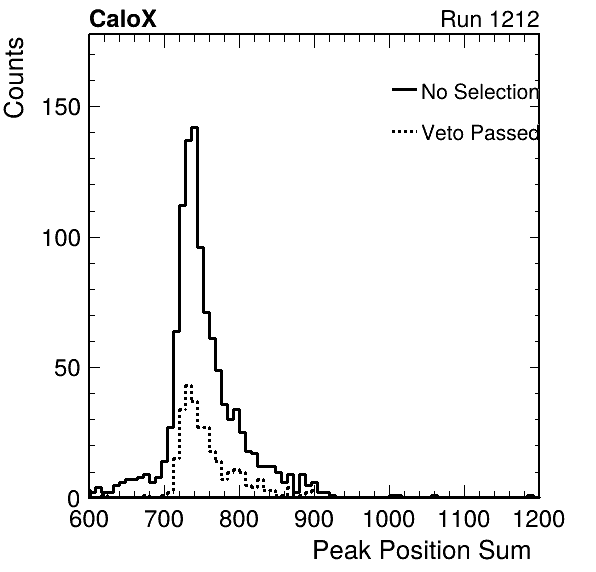 CaloX Run 1212
Counts
No Selection
Veto Passed
150
100
50
0
600 700 800 900 1000 1100 1200
Peak Position Sum